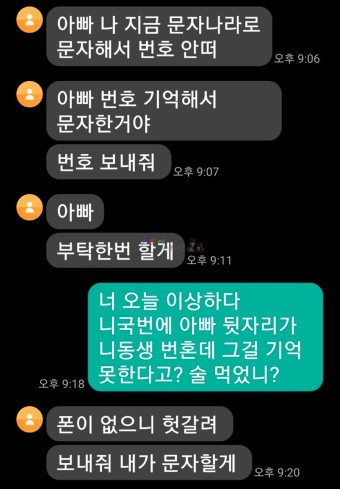 아빠 나 지금 문자나라로
문자해서 번호 안떠
오후 9:06
아빠 번호 기억해서
문자한거야
번호 보내줘
오후 9:07
아빠
부탁한번 할게
오후 9:11
너 오늘 이상하다
니국번에 아빠 뒷자리가
니동생 번혼데 그걸 기억
못한다고? 술 먹었니?
오후 9:18
폰이 없으니 헛갈려
보내줘 내가 문자할게
오후 9:20